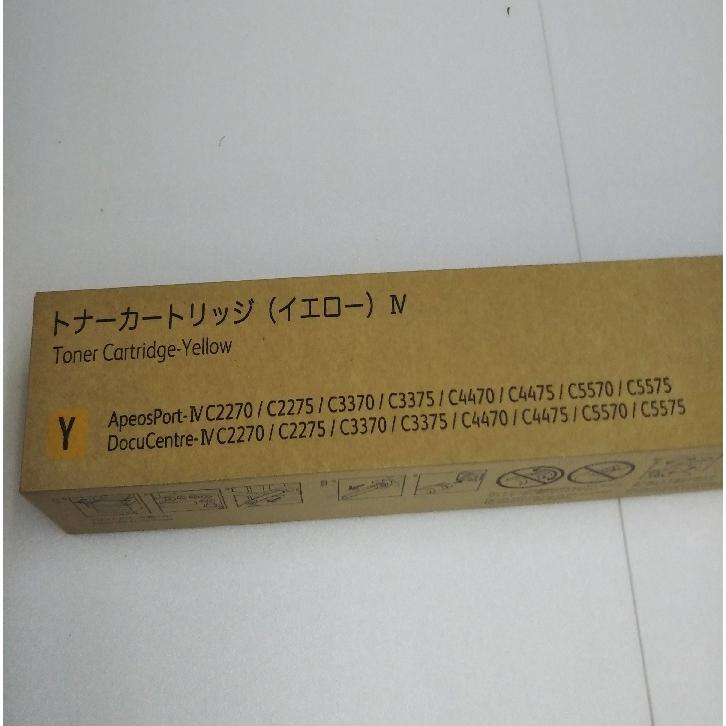 トナーカートリッジ（イエロー）Ⅳ
Toner Cartridge-Yellow
Y
ApeosPort-ⅣC2270 / C2275 / C3370 / C3375 / C4470 / C4475 / C5570 / C5575
DocuCentre-ⅣC2270 / C2275 / C3370 / C3375 / C4470 / C4475 / C5570 / C5575